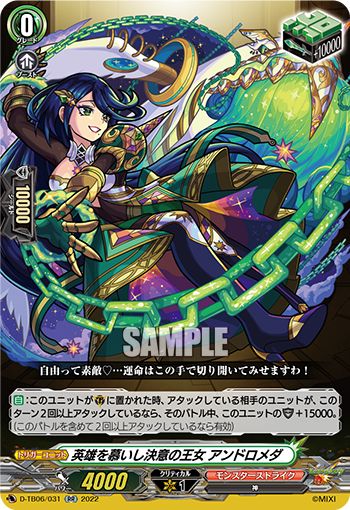 0
グレード
ブースト
+10000
10000
シールド
SAMPLE
自由って素敵♡…運命はこの手で切り開いてみせますわ！
自：このユニットが に置かれた時、アタックしている相手のユニットが、このターン２回以上アタックしているなら、そのバトル中、このユニットの +15000。
(このバトルを含めて２回以上アタックしているなら有効)
トリガーユニット
英雄を慕いし決意の王女 アンドロメダ
パワー
4000
クリティカル
1
モンスターストライク
神
D-TB06/031
2022
©MIXI